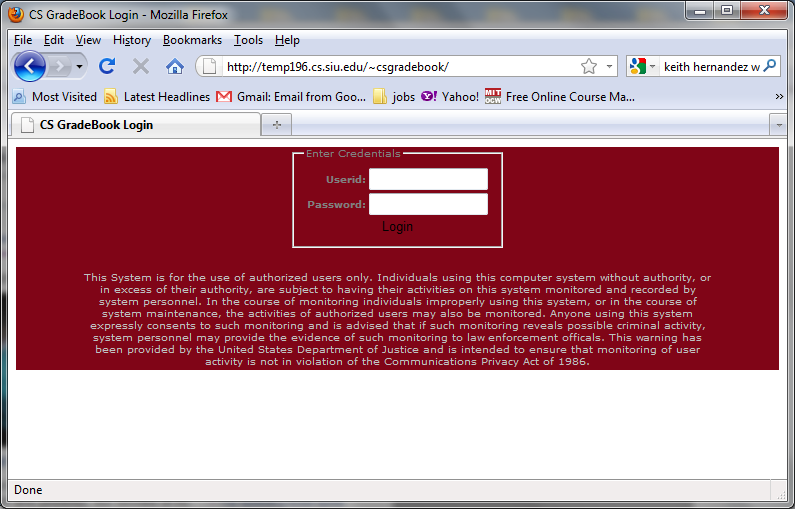 CS GradeBook Login - Mozilla Firefox
File Edit View History Bookmarks Tools Help
http://temp196.cs.siu.edu/~csgradebook/ keith hernandez w
Most Visited Latest Headlines Gmail: Email from Goo... jobs Yahoo! MIT OCW Free Online Course Ma... »
CS GradeBook Login
Enter Credentials
Userid:
Password:
Login
This System is for the use of authorized users only. Individuals using this computer system without authority, or
in excess of their authority, are subject to having their activities on this system monitored and recorded by
system personnel. In the course of monitoring individuals improperly using this system, or in the course of
system maintenance, the activities of authorized users may also be monitored. Anyone using this system
expressly consents to such monitoring and is advised that if such monitoring reveals possible criminal activity,
system personnel may provide the evidence of such monitoring to law enforcement officals. This warning has
been provided by the United States Department of Justice and is intended to ensure that monitoring of user
activity is not in violation of the Communications Privacy Act of 1986.
Done